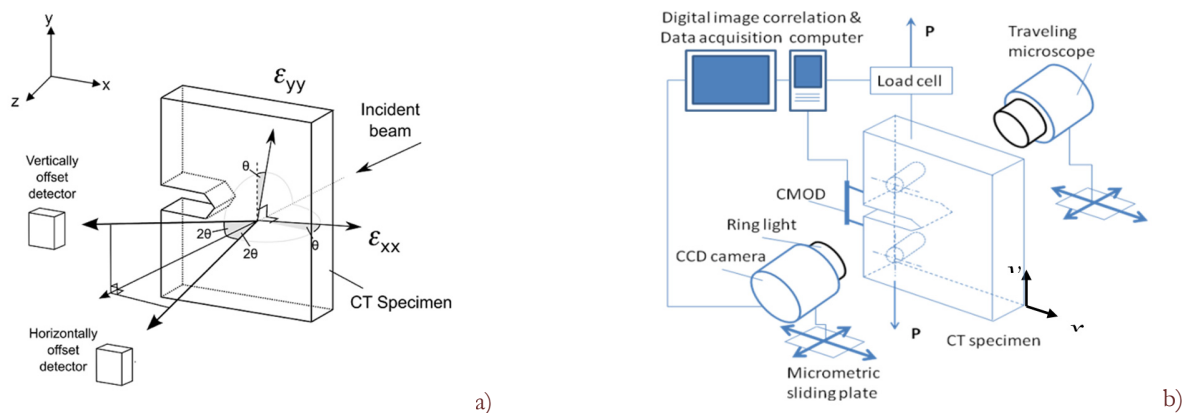 y
x
z
ε_yy
Incident
beam
Vertically
offset
detector
θ
2θ
2θ
θ
ε_xx
CT Specimen
Horizontally
offset
detector
a)
Digital image correlation &
Data acquisition computer
P
Load cell
Traveling
microscope
CMOD
Ring light
CCD camera
P
Micrometric
sliding plate
CT specimen
b)